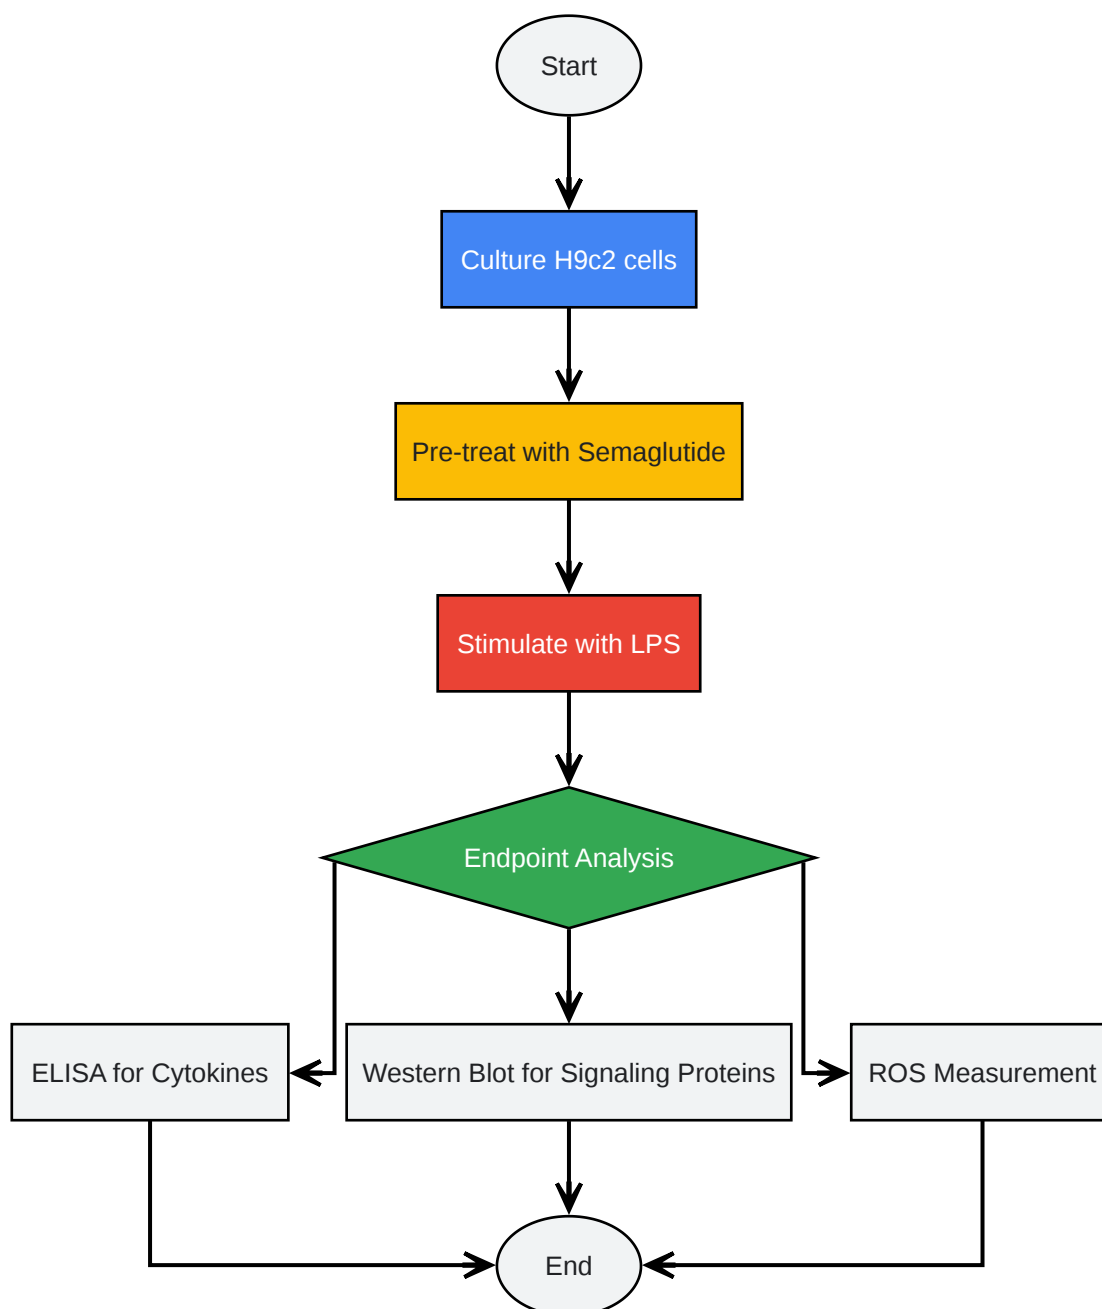 Start
Culture H9c2 cells
Pre-treat with Semaglutide
Stimulate with LPS
Endpoint Analysis
ELISA for Cytokines
Western Blot for Signaling Proteins
ROS Measurement
End